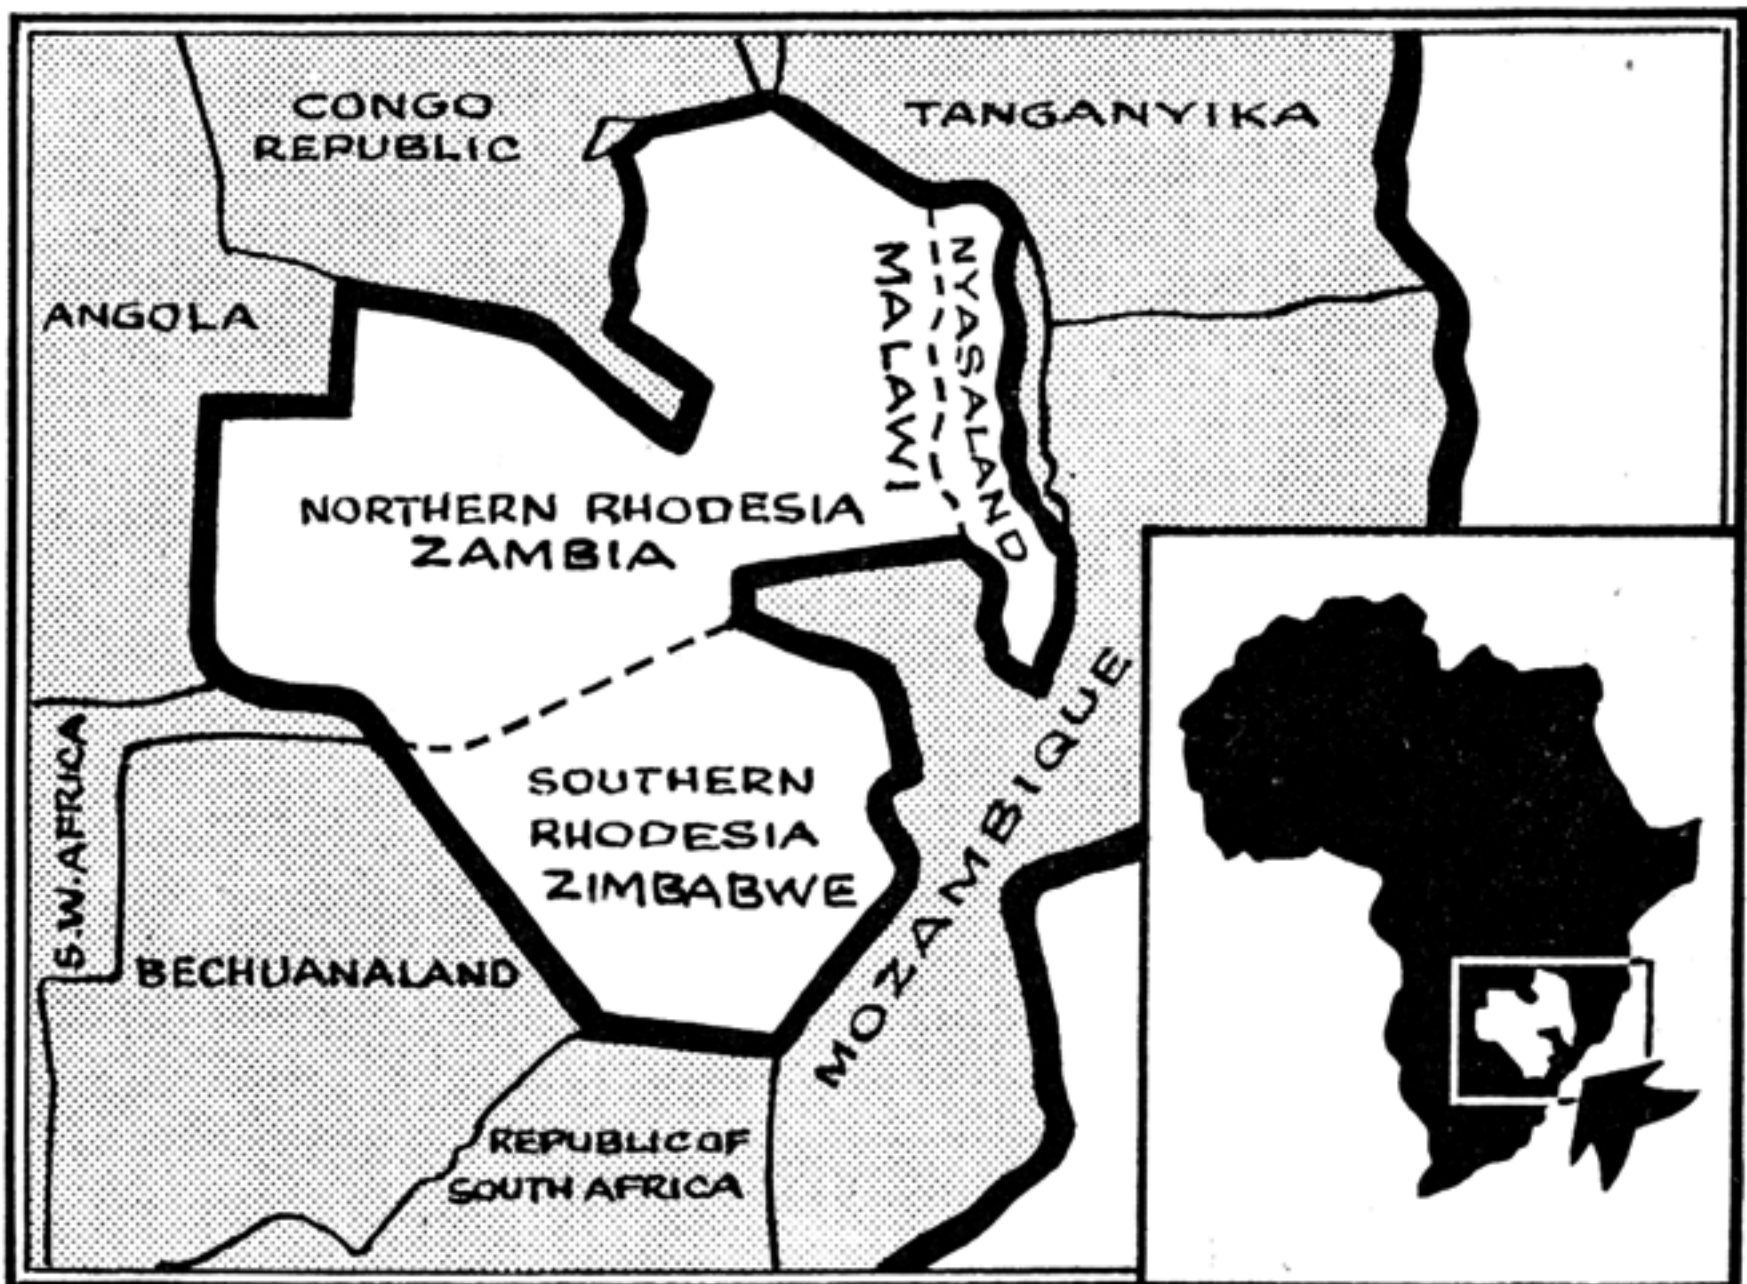 CONGO
REPUBLIC
TANGANYIKA
ANGOLA
MALAWI
NYASALAND
NORTHERN RHODESIA
ZAMBIA
SOUTHERN
RHODESIA
ZIMBABWE
MOZAMBIQUE
S.W. AFRICA
BECHUANALAND
REPUBLIC OF
SOUTH AFRICA